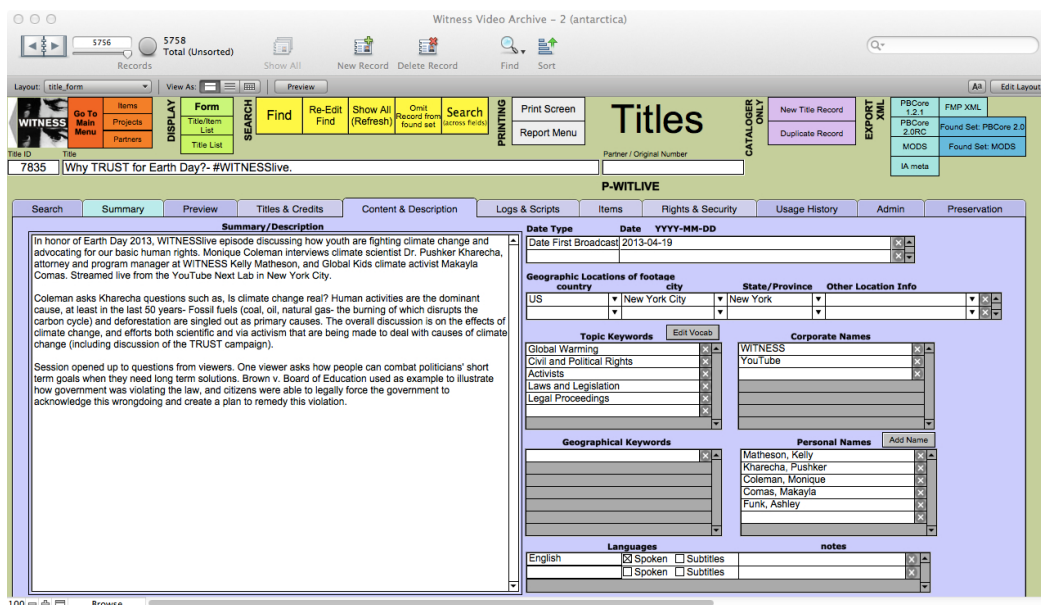 Witness Video Archive – 2 (antarctica)
5756
5758
Total (Unsorted)
Records
Show All
New Record
Delete Record
Find
Sort
Layout: title_form
View As:
Preview
Aa
Edit Layout
WITNESS
Go To Main Menu
Items
Projects
Partners
DISPLAY
Form
Title/Item List
Title List
SEARCH
Find
Re-Edit Find
Show All (Refresh)
Omit Record from found set
Search (across fields)
PRINTING
Print Screen
Report Menu
Titles
CATALOGER ONLY
New Title Record
Duplicate Record
EXPORT XML
PBCore 1.2.1
PBCore 2.0RC
MODS
IA meta
FMP XML
Found Set: PBCore 2.0
Found Set: MODS
Title ID
Title
Partner / Original Number
7835
Why TRUST for Earth Day?- #WITNESSlive.
P-WITLIVE
Search
Summary
Preview
Titles & Credits
Content & Description
Logs & Scripts
Items
Rights & Security
Usage History
Admin
Preservation
Summary/Description
In honor of Earth Day 2013, WITNESSlive episode discussing how youth are fighting climate change and
advocating for our basic human rights. Monique Coleman interviews climate scientist Dr. Pushker Kharecha,
attorney and program manager at WITNESS Kelly Matheson, and Global Kids climate activist Makayla
Comas. Streamed live from the YouTube Next Lab in New York City.
Coleman asks Kharecha questions such as, Is climate change real? Human activities are the dominant
cause, at least in the last 50 years- Fossil fuels (coal, oil, natural gas- the burning of which disrupts the
carbon cycle) and deforestation are singled out as primary causes. The overall discussion is on the effects of
climate change, and efforts both scientific and via activism that are being made to deal with causes of climate
change (including discussion of the TRUST campaign).
Session opened up to questions from viewers. One viewer asks how people can combat politicians' short
term goals when they need long term solutions. Brown v. Board of Education used as example to illustrate
how government was violating the law, and citizens were able to legally force the government to
acknowledge this wrongdoing and create a plan to remedy this violation.
Date Type
Date
YYYY-MM-DD
Date First Broadcast
2013-04-19
Geographic Locations of footage
country
city
State/Province
Other Location Info
US
New York City
New York
Topic Keywords
Edit Vocab
Global Warming
Civil and Political Rights
Activists
Laws and Legislation
Legal Proceedings
Corporate Names
WITNESS
YouTube
Geographical Keywords
Personal Names
Add Name
Matheson, Kelly
Kharecha, Pushker
Coleman, Monique
Comas, Makayla
Funk, Ashley
Languages
notes
English
Spoken
Subtitles
Spoken
Subtitles
100
Browse